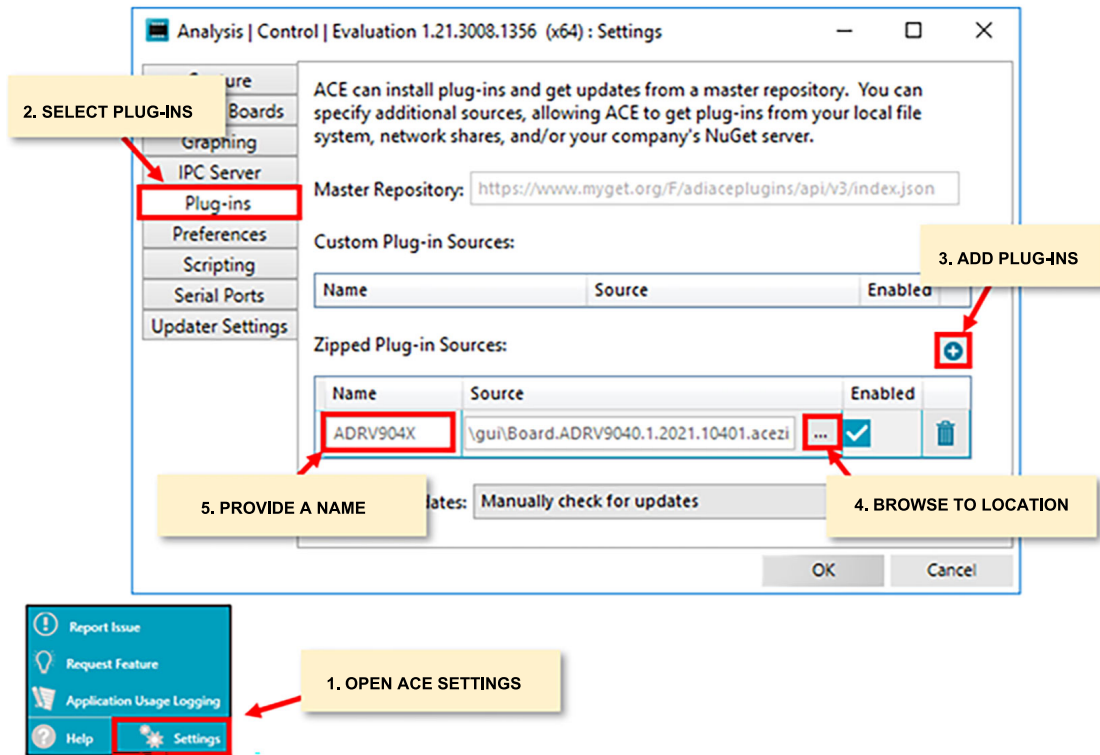 Analysis | Control | Evaluation 1.21.3008.1356 (x64) : Settings
2. SELECT PLUG-INS
Boards
Graphing
IPC Server
Plug-ins
Preferences
Scripting
Serial Ports
Updater Settings
ACE can install plug-ins and get updates from a master repository. You can
specify additional sources, allowing ACE to get plug-ins from your local file
system, network shares, and/or your company's NuGet server.
Master Repository: https://www.myget.org/F/adiaceplugins/api/v3/index.json
Custom Plug-in Sources:
3. ADD PLUG-INS
Name Source Enabled
Zipped Plug-in Sources:
Name Source Enabled
ADRV904X \gui\Board.ADRV9040.1.2021.10401.acezi ...
5. PROVIDE A NAME
Manually check for updates
4. BROWSE TO LOCATION
OK Cancel
Report Issue
Request Feature
Application Usage Logging
Help Settings
1. OPEN ACE SETTINGS